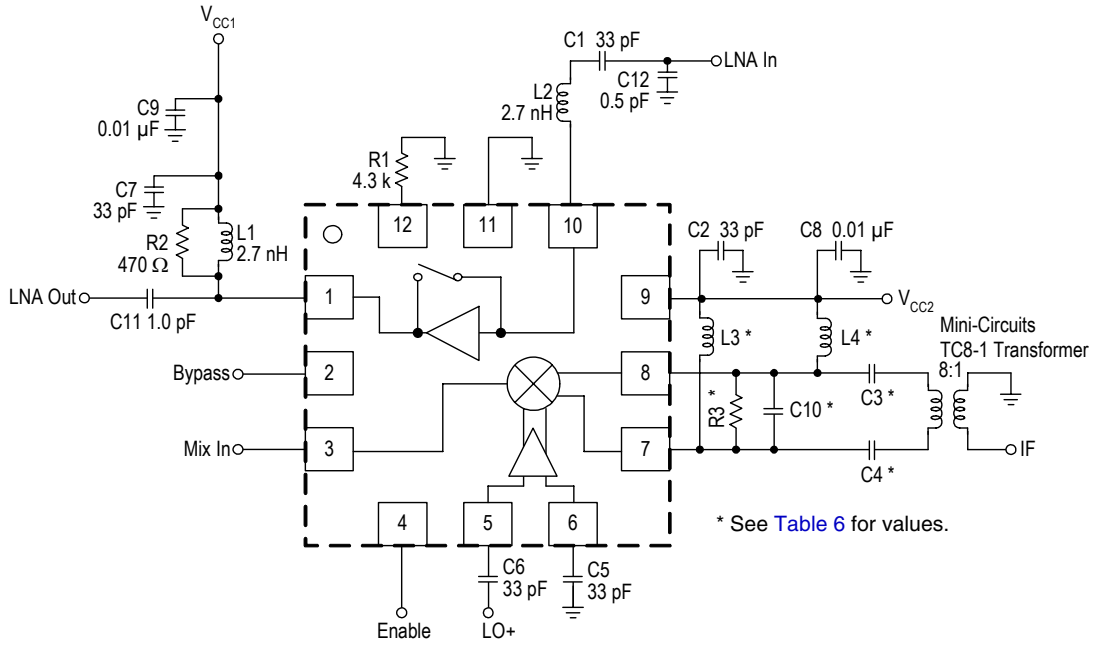 VCC1
C1 33 pF
LNA In
C12
0.5 pF
L2
2.7 nH
C9
0.01 µF
R1
4.3 k
C7
33 pF
R2
470 Ω
L1
2.7 nH
12
11
10
C2 33 pF
C8 0.01 µF
LNA Out
C11 1.0 pF
1
9
VCC2
Mini-Circuits
TC8-1 Transformer
8:1
L3 *
L4 *
Bypass
2
8
R3 *
C10 *
C3 *
Mix In
3
7
C4 *
IF
4
5
6
* See Table 6 for values.
C6
33 pF
C5
33 pF
Enable
LO+